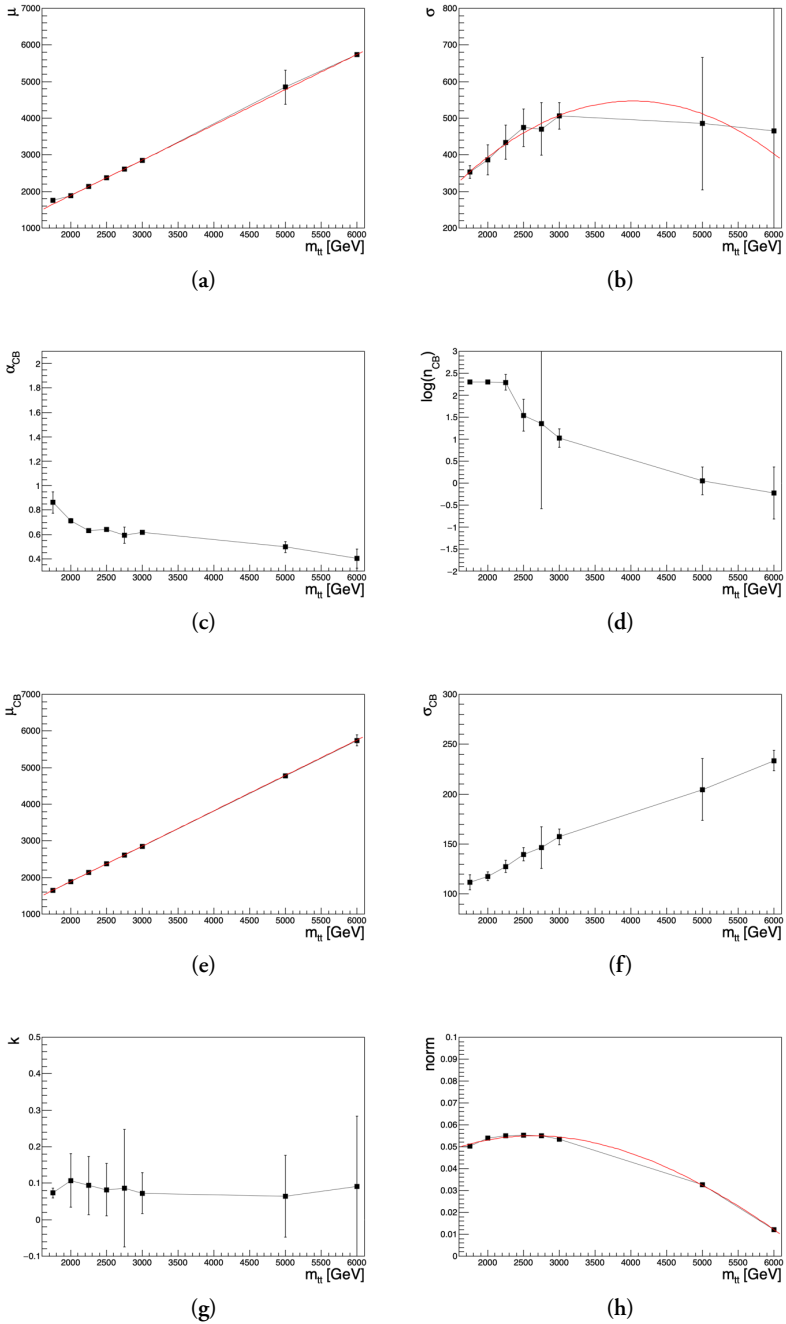 μ
7000
6000
5000
4000
3000
2000
1000
2000 2500 3000 3500 4000 4500 5000 5500 6000
m_tt [GeV]
(a)
σ
800
700
600
500
400
300
200
2000 2500 3000 3500 4000 4500 5000 5500 6000
m_tt [GeV]
(b)
α_CB
2
1.8
1.6
1.4
1.2
1
0.8
0.6
0.4
2000 2500 3000 3500 4000 4500 5000 5500 6000
m_tt [GeV]
(c)
log(n_CB)
3
2.5
2
1.5
1
0.5
0
−0.5
−1
−1.5
−2
2000 2500 3000 3500 4000 4500 5000 5500 6000
m_tt [GeV]
(d)
μ_CB
7000
6000
5000
4000
3000
2000
1000
2000 2500 3000 3500 4000 4500 5000 5500 6000
m_tt [GeV]
(e)
σ_CB
300
250
200
150
100
2000 2500 3000 3500 4000 4500 5000 5500 6000
m_tt [GeV]
(f)
k
0.5
0.4
0.3
0.2
0.1
0
−0.1
2000 2500 3000 3500 4000 4500 5000 5500 6000
m_tt [GeV]
(g)
norm
0.1
0.09
0.08
0.07
0.06
0.05
0.04
0.03
0.02
0.01
0
2000 2500 3000 3500 4000 4500 5000 5500 6000
m_tt [GeV]
(h)